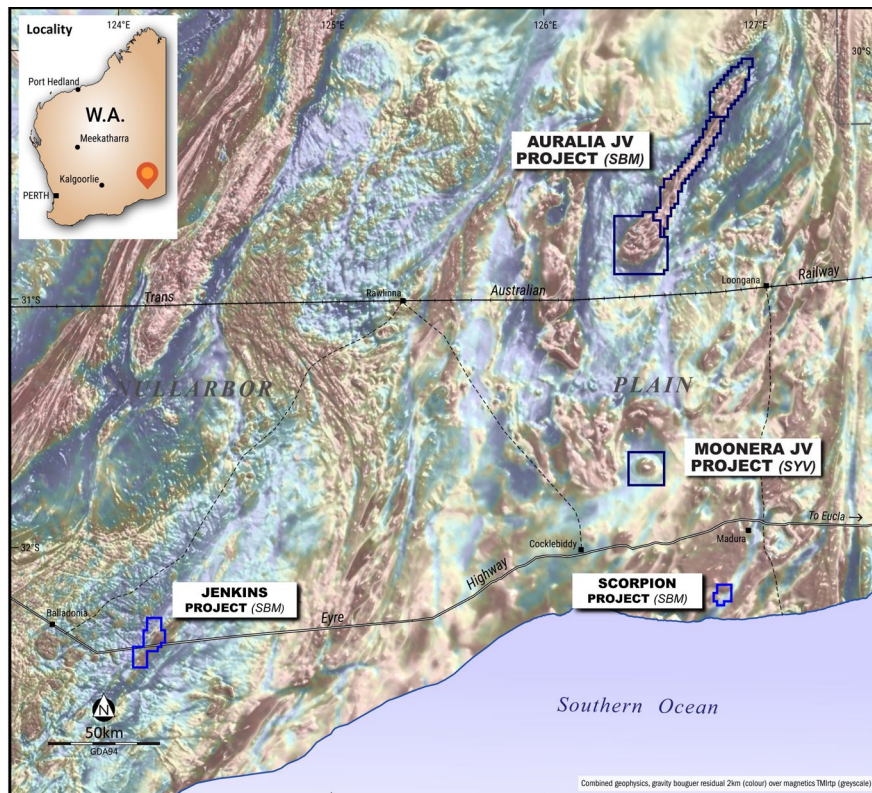 Locality
Port Hedland
W.A.
Meekatharra
Kalgoorlie
PERTH
124°E
125°E
126°E
127°E
30°S
AURALIA JV
PROJECT (SBM)
31°S
Trans
Rawlinna
Australian
Loongana
Railway
NULLARBOR
PLAIN
MOONERA JV
PROJECT (SYV)
To Eucla
32°S
Cocklebiddy
Madura
JENKINS
PROJECT (SBM)
Highway
SCORPION
PROJECT (SBM)
Balladonia
Eyre
N
50km
GDA94
Southern Ocean
Combined geophysics, gravity bouguer residual 2km (colour) over magnetics TMIrtp (greyscale)